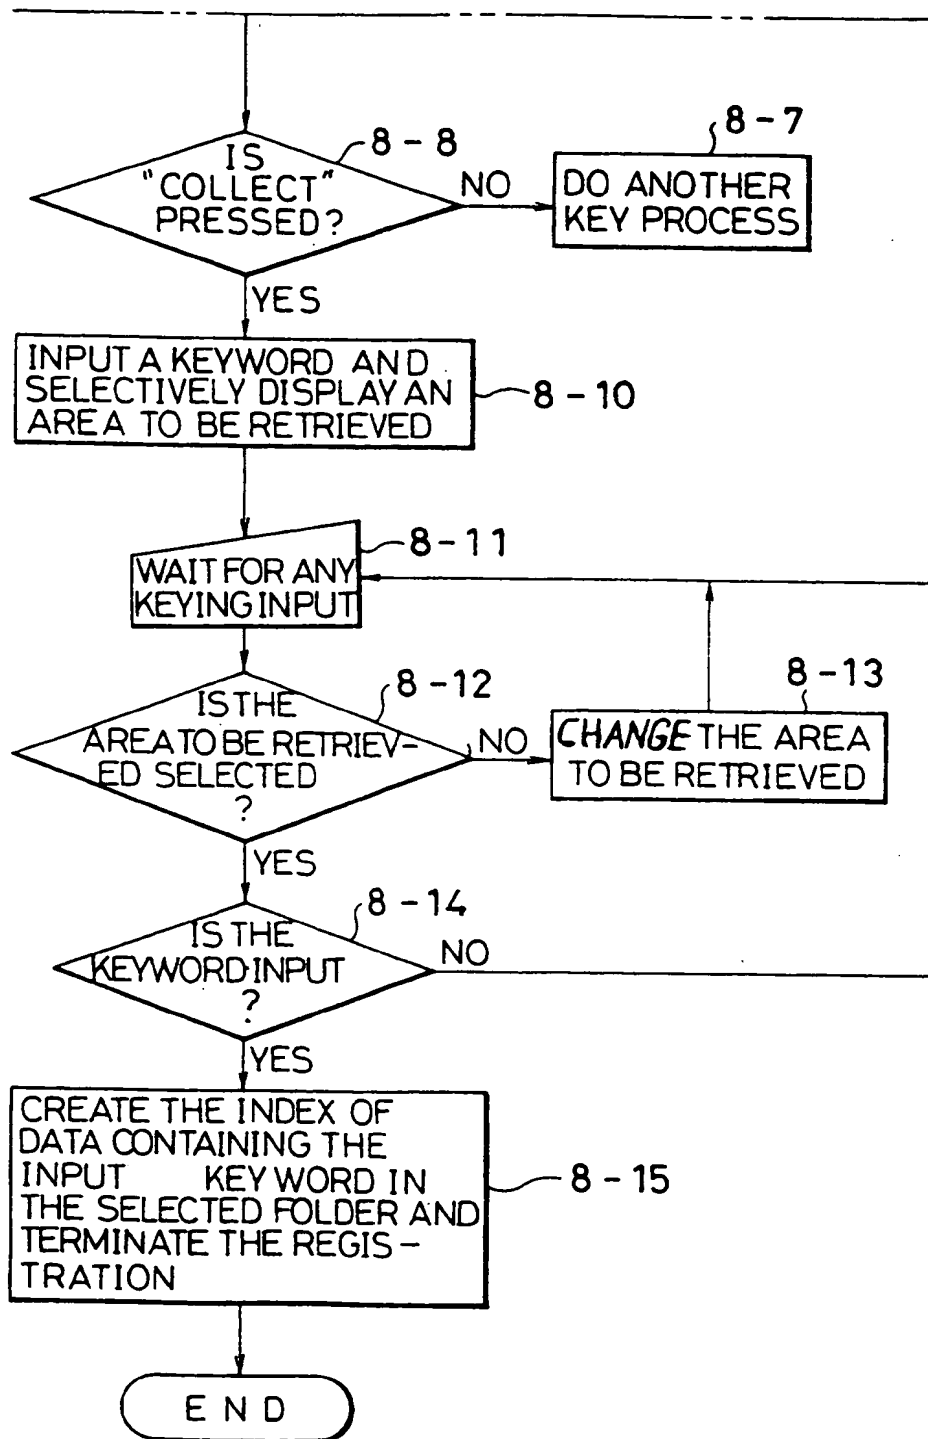 8-8
IS
"COLLECT"
PRESSED?
NO
8-7
DO ANOTHER
KEY PROCESS
YES
INPUT A KEYWORD AND
SELECTIVELY DISPLAY AN
AREA TO BE RETRIEVED
8-10
8-11
WAIT FOR ANY
KEYING INPUT
8-12
IS THE
AREA TO BE RETRIEV-
ED SELECTED
?
NO
8-13
CHANGE THE AREA
TO BE RETRIEVED
YES
8-14
IS THE
KEYWORD INPUT
?
NO
YES
CREATE THE INDEX OF
DATA CONTAINING THE
INPUT KEY WORD IN
THE SELECTED FOLDER AND
TERMINATE THE REGIS-
TRATION
8-15
END